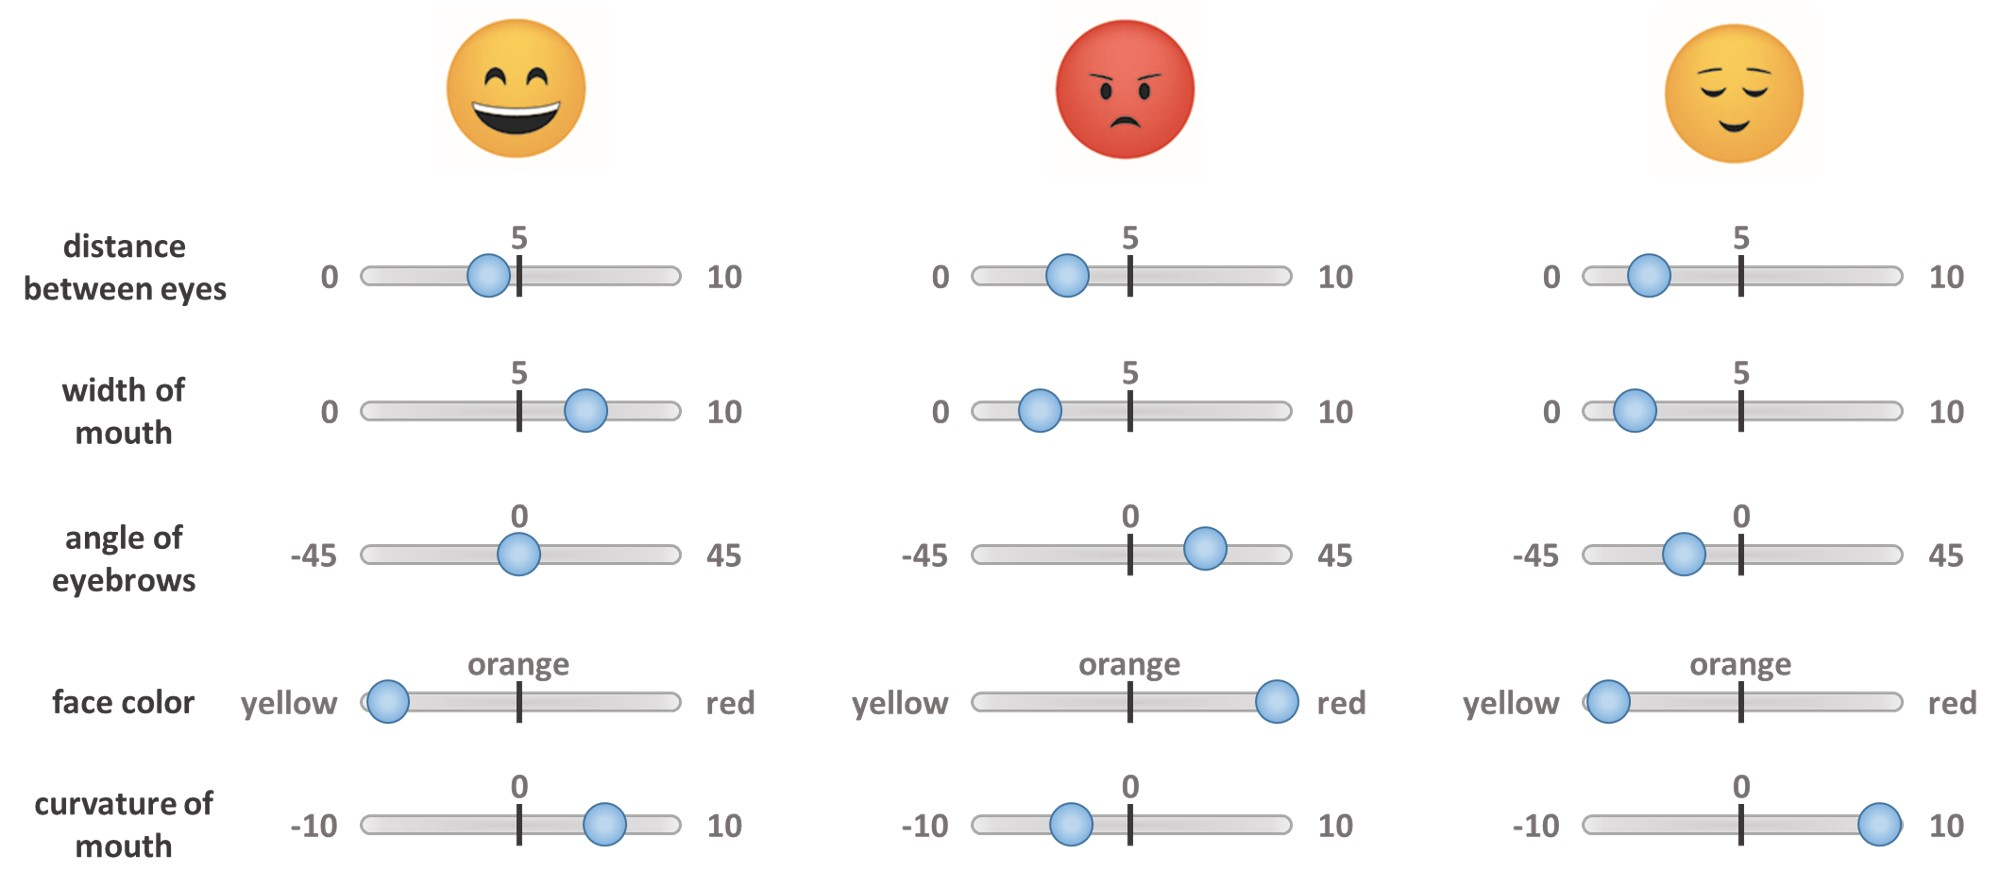 5 5 5
distance
between eyes
0 10 0 10 0 10
5 5 5
width of
mouth
0 10 0 10 0 10
0 0 0
angle of
eyebrows
-45 45 -45 45 -45 45
orange orange orange
face color
yellow red yellow red yellow red
0 0 0
curvature of
mouth
-10 10 -10 10 -10 10